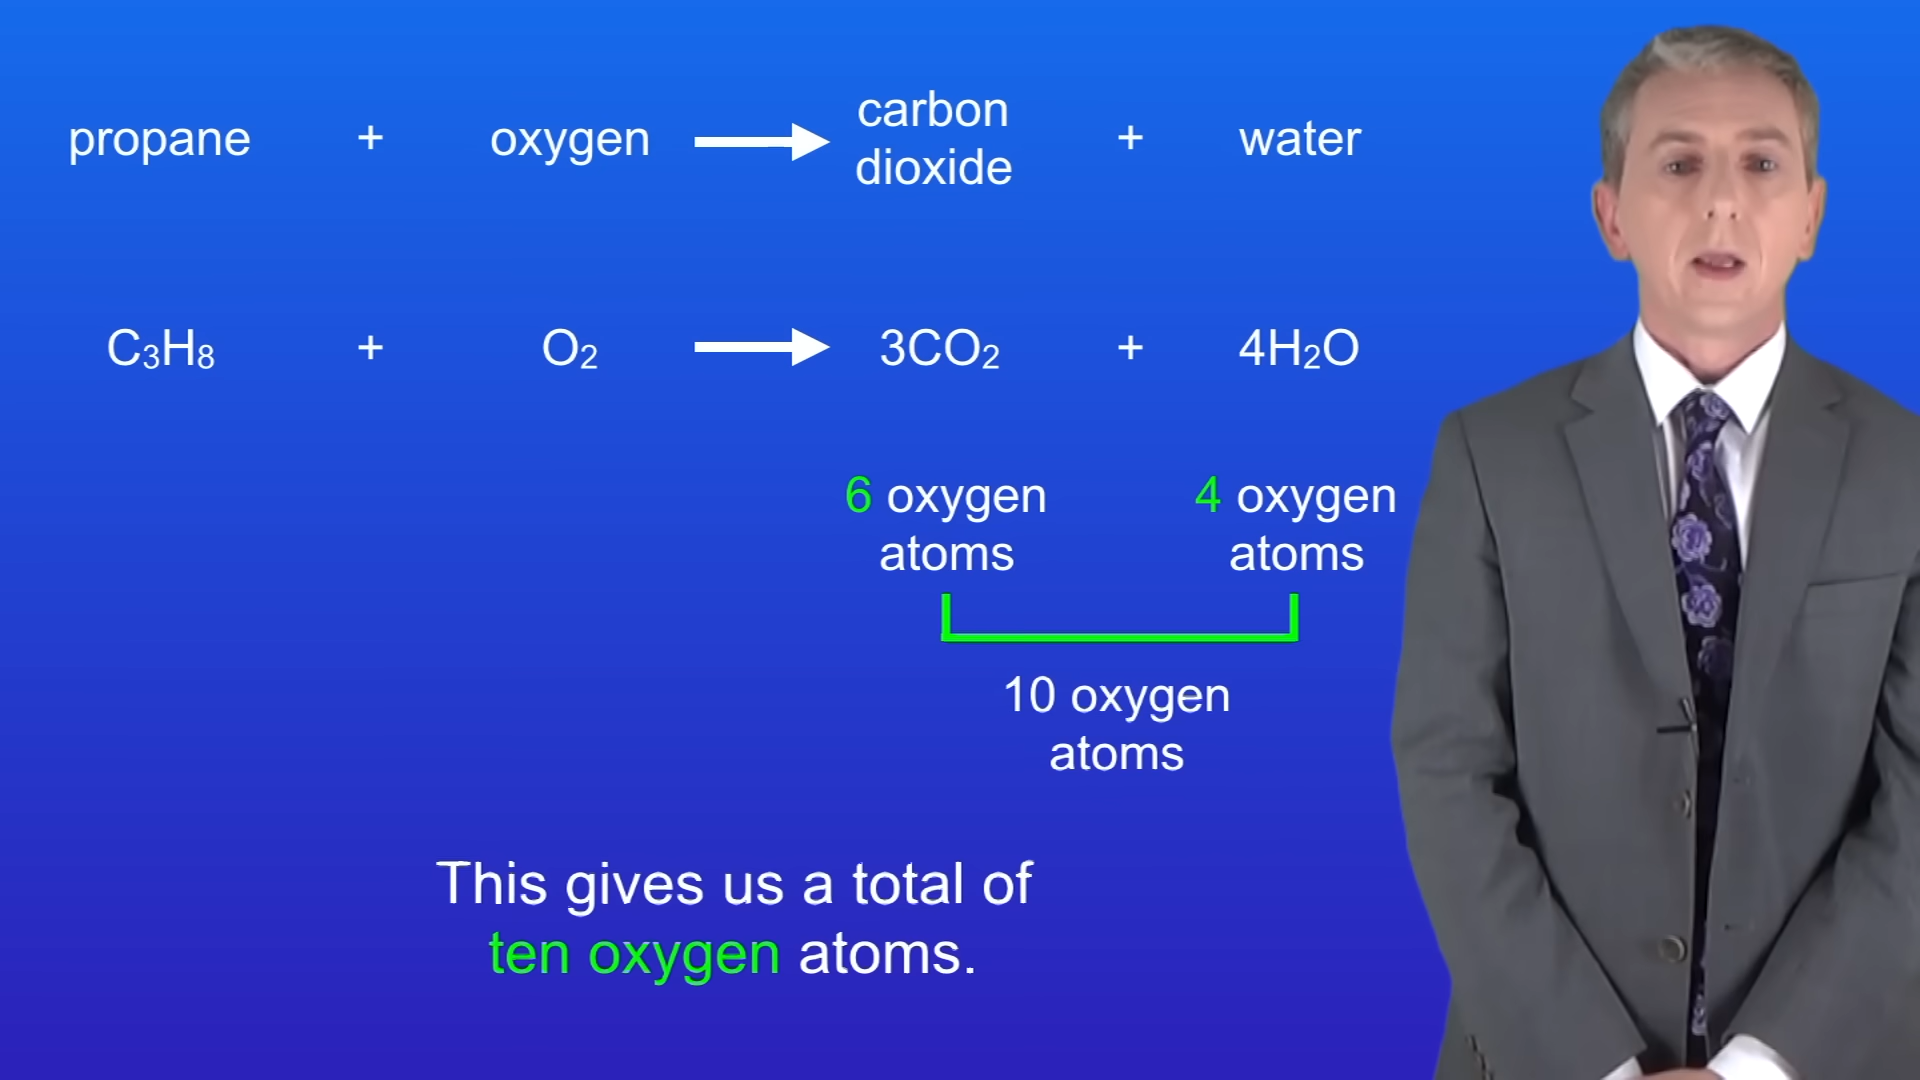 propane + oxygen → carbon dioxide + water
C₃H₈ + O₂ → 3CO₂ + 4H₂O
6 oxygen atoms
4 oxygen atoms
10 oxygen
atoms
This gives us a total of
ten oxygen atoms.